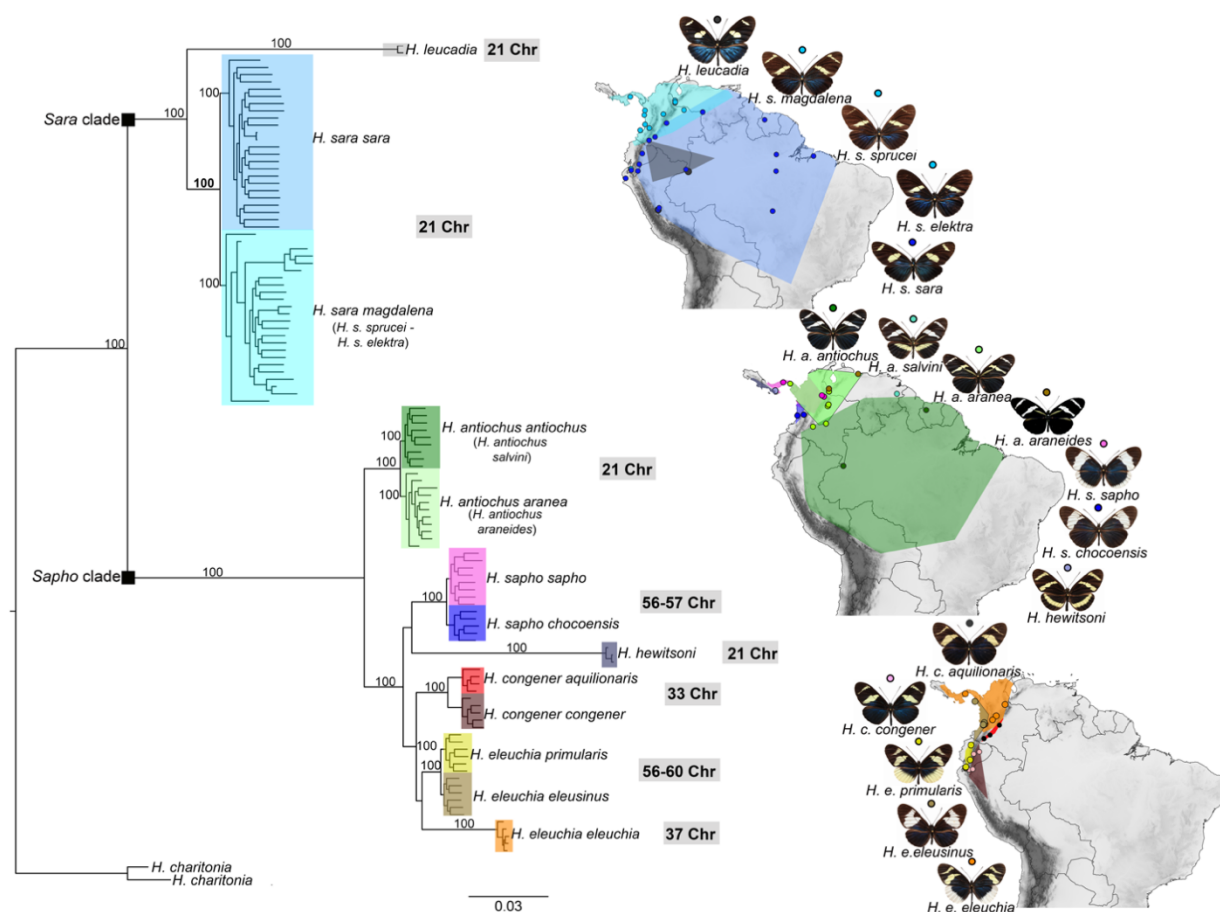 100
H. leucadia
21 Chr
100
Sara clade
100
H. sara sara
100
21 Chr
100
H. sara magdalena
(H. s. sprucei -
H. s. elektra)
100
100
H. antiochus antiochus
(H. antiochus
salvini)
100
21 Chr
100
H. antiochus aranea
(H. antiochus
araneides)
Sapho clade
100
100
H. sapho sapho
56-57 Chr
H. sapho chocoensis
100
H. hewitsoni
21 Chr
100
100
H. congener aquilionaris
33 Chr
H. congener congener
100
H. eleuchia primularis
100
56-60 Chr
H. eleuchia eleusinus
100
H. eleuchia eleuchia
37 Chr
H. charitonia
H. charitonia
0.03
H. leucadia
H. s. magdalena
H. s. sprucei
H. s. elektra
H. s. sara
H. a. antiochus
H. a. salvini
H. a. aranea
H. a. araneides
H. s. sapho
H. s. chocoensis
H. hewitsoni
H. c. aquilionaris
H. c. congener
H. e. primularis
H. e.eleusinus
H. e. eleuchia